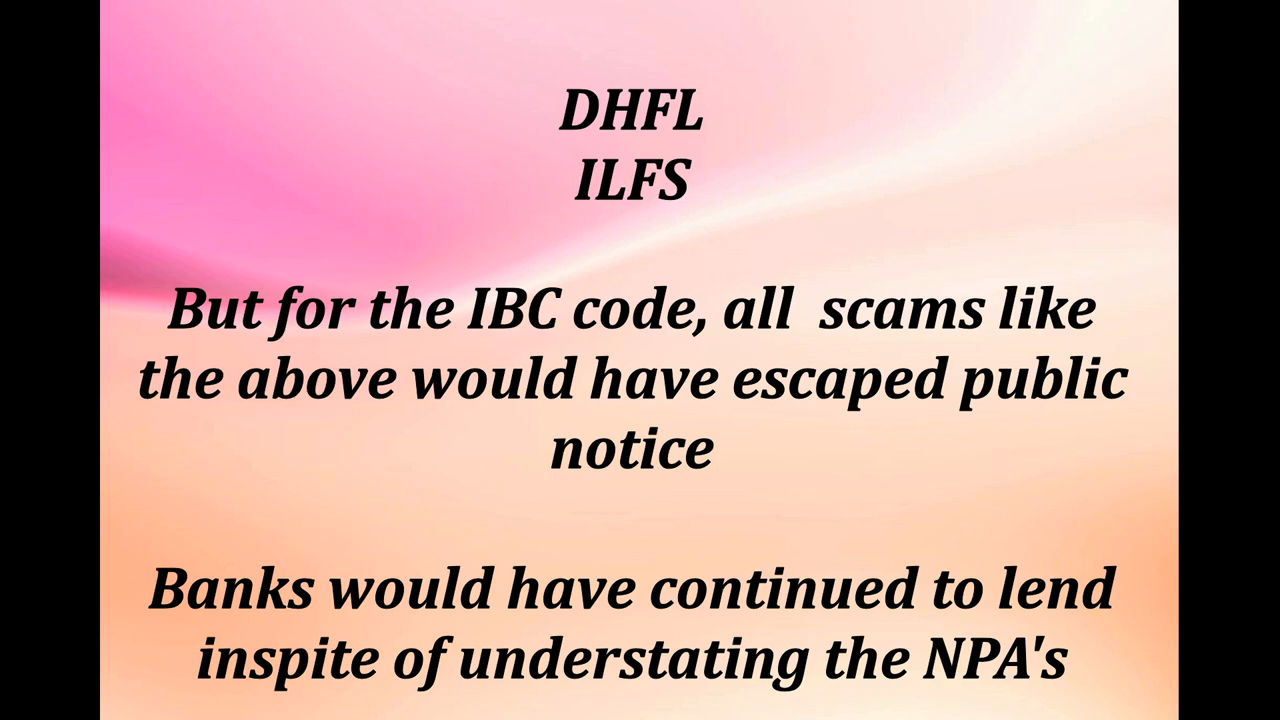 DHFL
ILFS
But for the IBC code, all  scams like
the above would have escaped public
notice
Banks would have continued to lend
inspite of understating the NPA's